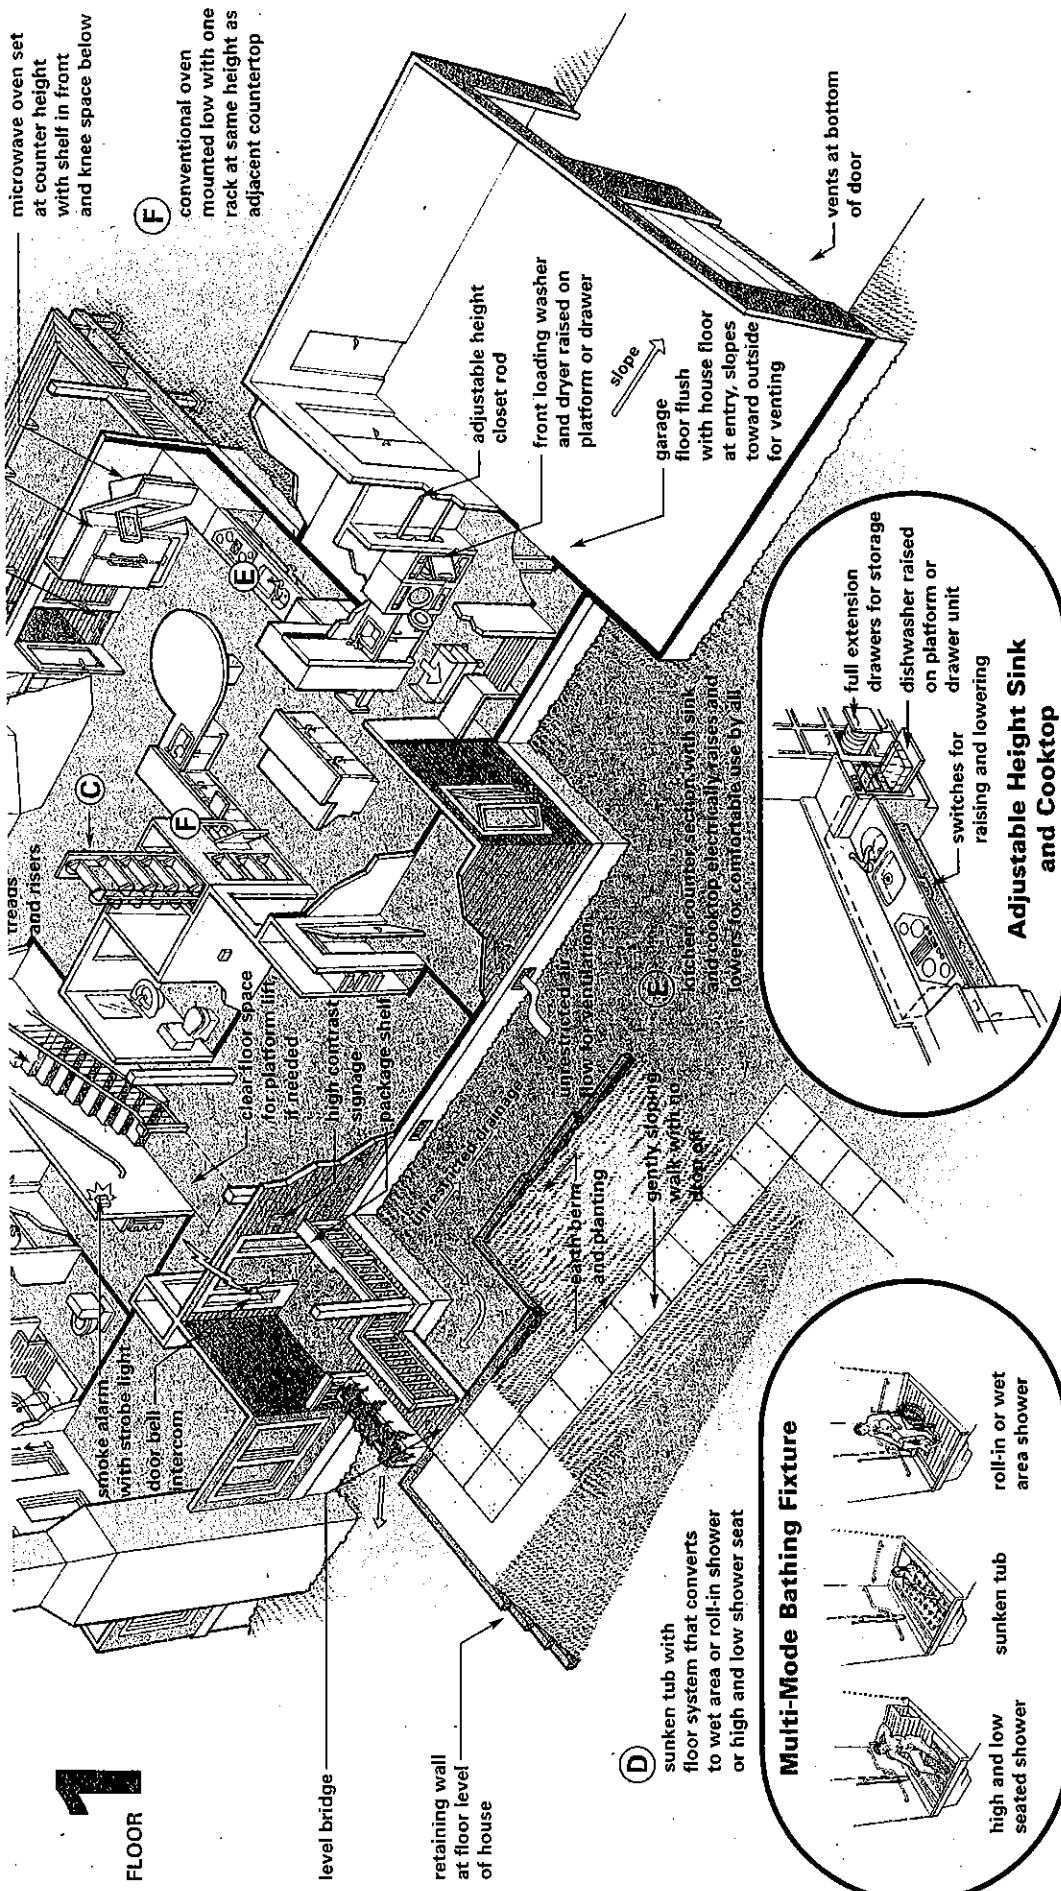 1
FLOOR
level bridge
retaining wall
at floor level
of house
smoke alarm
with strobe light
door bell
intercom
treads
and risers
C
clear floor space
for platform lift,
if needed
high contrast
signage
package shelf
F
E
microwave oven set
at counter height
with shelf in front
and knee space below
F
conventional oven
mounted low with one
rack at same height as
adjacent countertop
adjustable height
closet rod
front loading washer
and dryer raised on
platform or drawer
slope
garage
floor flush
with house floor
at entry, slopes
toward outside
for venting
vents at bottom
of door
unrestricted drainage
unrestricted air
flow for ventilation
earth berm
and planting
gently sloping
walk with no
drop off
E
kitchen counter section with sink
and cooktop electrically raises and
lowers for comfortable use by all
D
sunken tub with
floor system that converts
to wet area or roll-in shower
or high and low shower seat
Multi-Mode Bathing Fixture
high and low
seated shower
sunken tub
roll-in or wet
area shower
full extension
drawers for storage
dishwasher raised
on platform or
drawer unit
switches for
raising and lowering
Adjustable Height Sink
and Cooktop